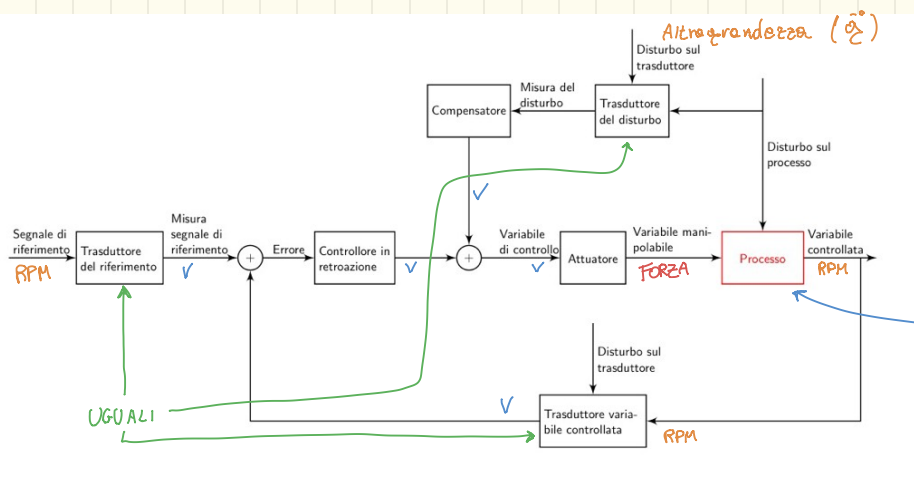 Altra grandezza (q̊)
Disturbo sul
trasduttore
Misura del
disturbo
Compensatore
Trasduttore
del disturbo
Disturbo sul
processo
V
Segnale di
riferimento
RPM
Trasduttore
del riferimento
Misura
segnale di
riferimento
V
+
Errore
Controllore in
retroazione
V
+
Variabile
di controllo
V
Attuatore
Variabile mani-
polabile
FORZA
Processo
Variabile
controllata
RPM
Disturbo sul
trasduttore
UGUALI
V
Trasduttore varia-
bile controllata
RPM